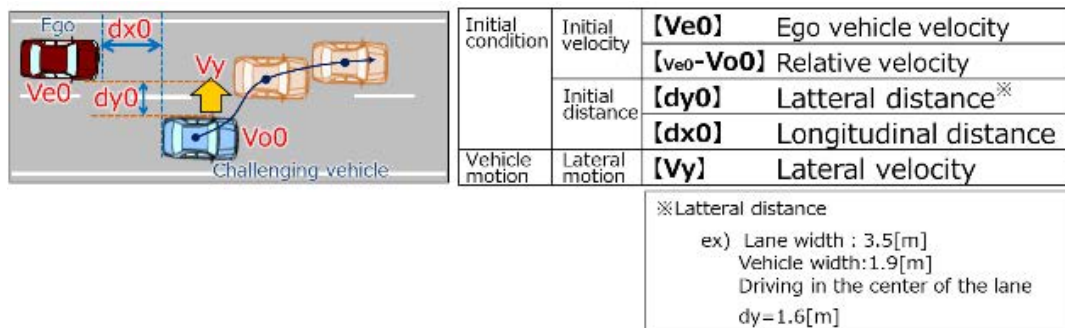 Ego
dx0
Vy
Ve0
dy0
Vo0
Challenging vehicle
Initial condition
Initial velocity
【Ve0】 Ego vehicle velocity
【Ve0-Vo0】 Relative velocity
Initial distance
【dy0】 Latteral distance※
【dx0】 Longitudinal distance
Vehicle motion
Lateral motion
【Vy】 Lateral velocity
※Latteral distance
ex) Lane width : 3.5[m]
Vehicle width:1.9[m]
Driving in the center of the lane
dy=1.6[m]